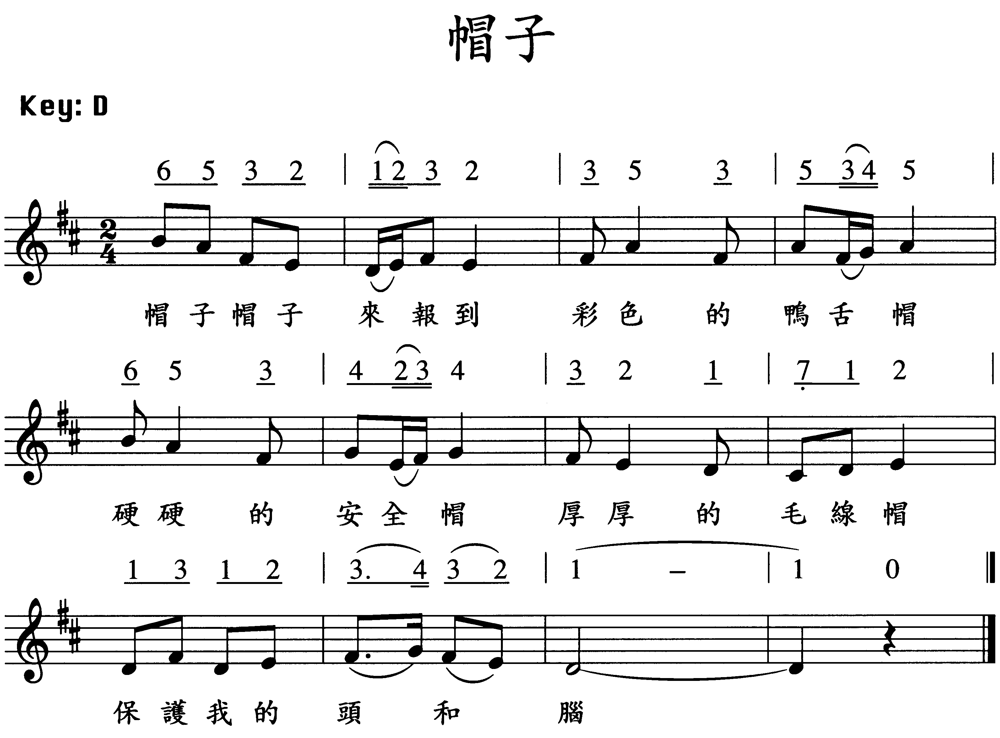 帽子
Key: D
6 5 3 2 | 1 2 3 2 | 3 5 3 | 5 3 4 5 |
2 4
帽子帽子 來報到 彩色的 鴨舌帽
6 5 3 | 4 2 3 4 | 3 2 1 | 7 1 2 |
硬硬的 安全帽 厚厚的 毛線帽
1 3 1 2 | 3. 4 3 2 | 1 – | 1 0
保護我的 頭和 腦